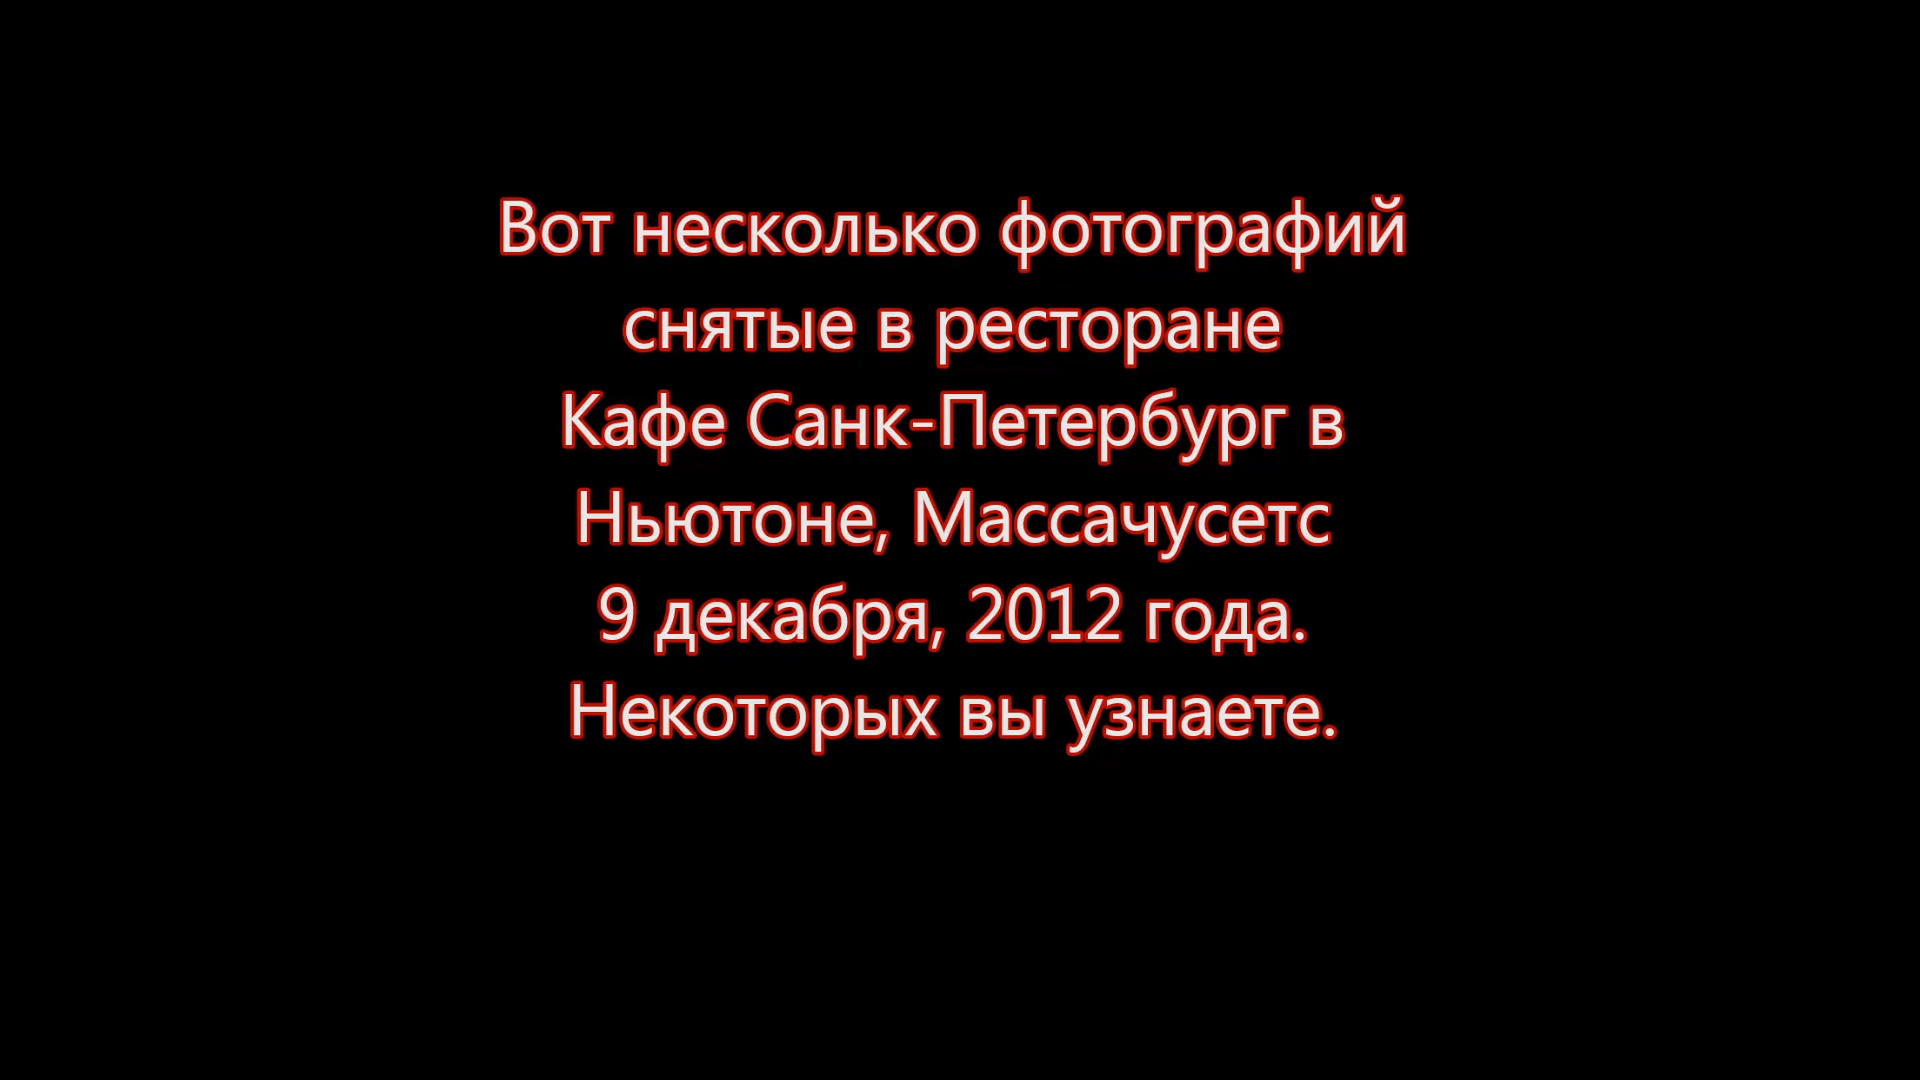 Вот несколько фотографий
снятые в ресторане
Кафе Санк-Петербург в
Ньютоне, Массачусетс
9 декабря, 2012 года.
Некоторых вы узнаете.